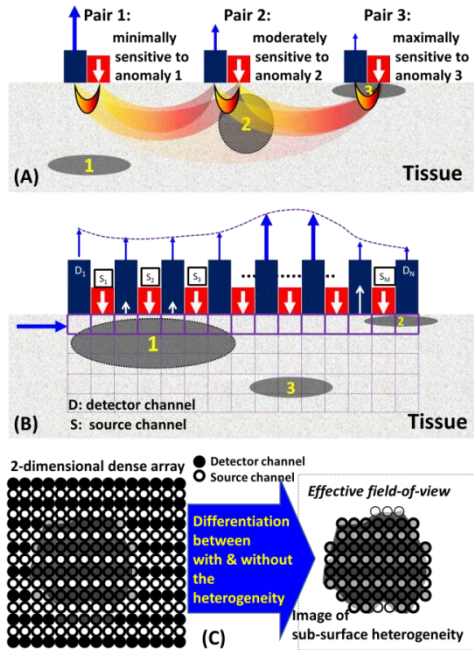 Pair 1:
minimally
sensitive to
anomaly 1
Pair 2:
moderately
sensitive to
anomaly 2
Pair 3:
maximally
sensitive to
anomaly 3
3
2
1
(A)
Tissue
D1
S1
S2
S3
SM
DN
1
2
3
D: detector channel
S: source channel
(B)
Tissue
2-dimensional dense array
Detector channel
Source channel
Differentiation
between
with & without
the
heterogeneity
Effective field-of-view
Image of
sub-surface heterogeneity
(C)